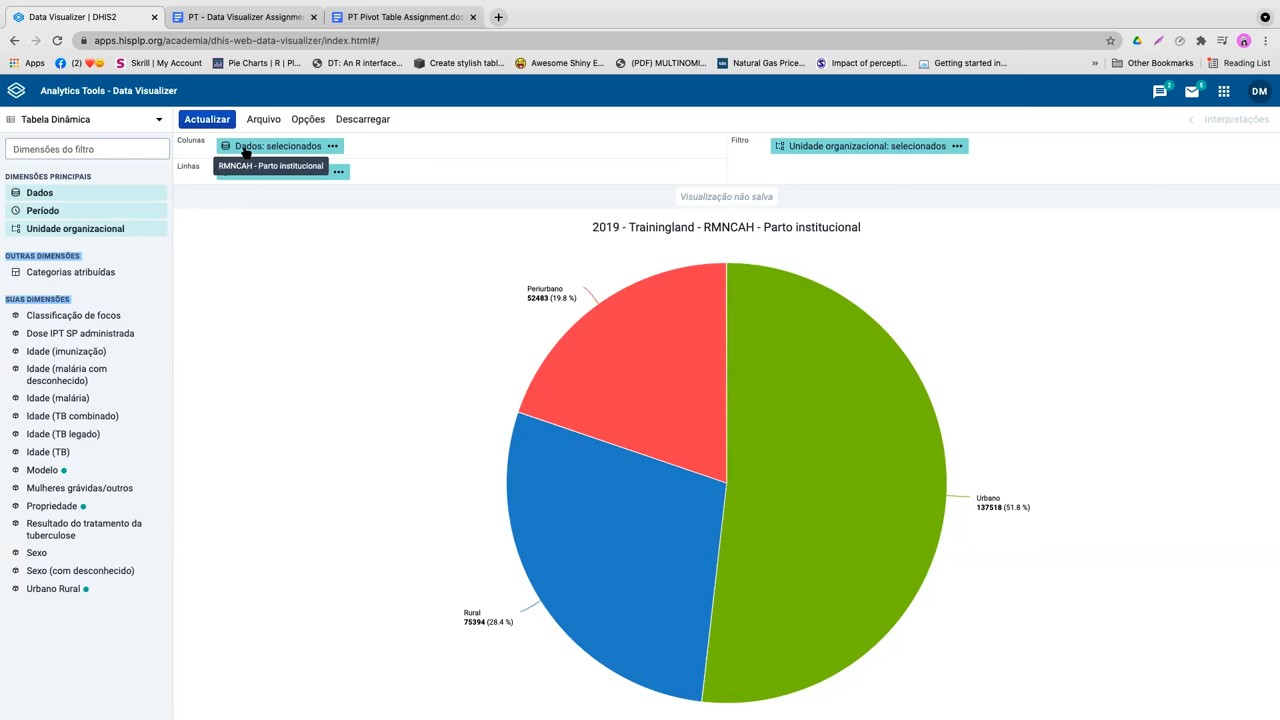 Data Visualizer | DHIS2
PT - Data Visualizer Assignme
PT Pivot Table Assignment.doc
apps.hisplp.org/academia/dhis-web-data-visualizer/index.html#/
Apps
(2) ❤️😀
Skrill | My Account
Pie Charts | R | Pl...
DT: An R interface...
Create stylish tabl...
Awesome Shiny E...
(PDF) MULTINOMI...
Natural Gas Price...
Impact of percepti...
Getting started in...
»
Other Bookmarks
Reading List
Analytics Tools - Data Visualizer
2
5
DM
Tabela Dinâmica
Actualizar
Arquivo
Opções
Descarregar
Interpretações
Dimensões do filtro
Colunas
Dados: selecionados
Filtro
Unidade organizacional: selecionados
Linhas
RMNCAH - Parto institucional
DIMENSÕES PRINCIPAIS
Dados
Período
Unidade organizacional
OUTRAS DIMENSÕES
Categorias atribuídas
SUAS DIMENSÕES
Classificação de focos
Dose IPT SP administrada
Idade (imunização)
Idade (malária com
desconhecido)
Idade (malária)
Idade (TB combinado)
Idade (TB legado)
Idade (TB)
Modelo
Mulheres grávidas/outros
Propriedade
Resultado do tratamento da
tuberculose
Sexo
Sexo (com desconhecido)
Urbano Rural
Visualização não salva
2019 - Trainingland - RMNCAH - Parto institucional
Periurbano
52483 (19.8 %)
Urbano
137518 (51.8 %)
Rural
75394 (28.4 %)